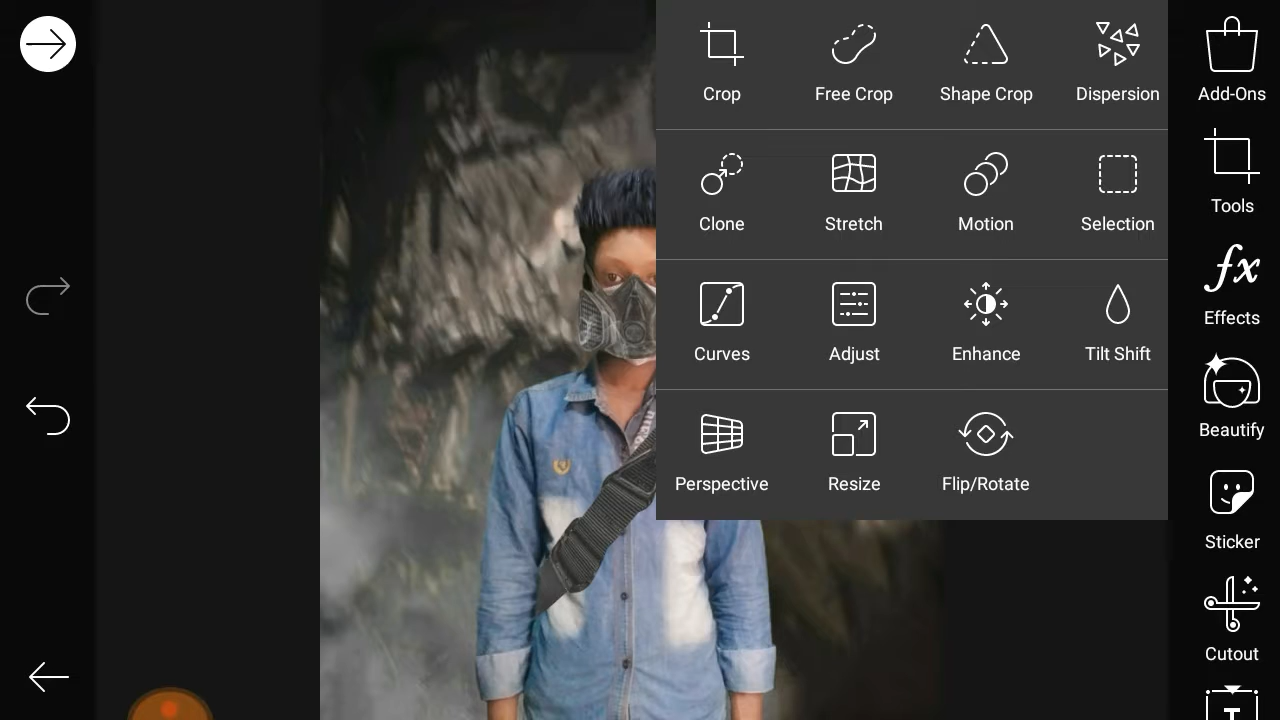 Crop Free Crop Shape Crop Dispersion Add-Ons
Clone Stretch Motion Selection Tools
Curves Adjust Enhance Tilt Shift Effects
Beautify
Perspective Resize Flip/Rotate
Sticker
Cutout
T